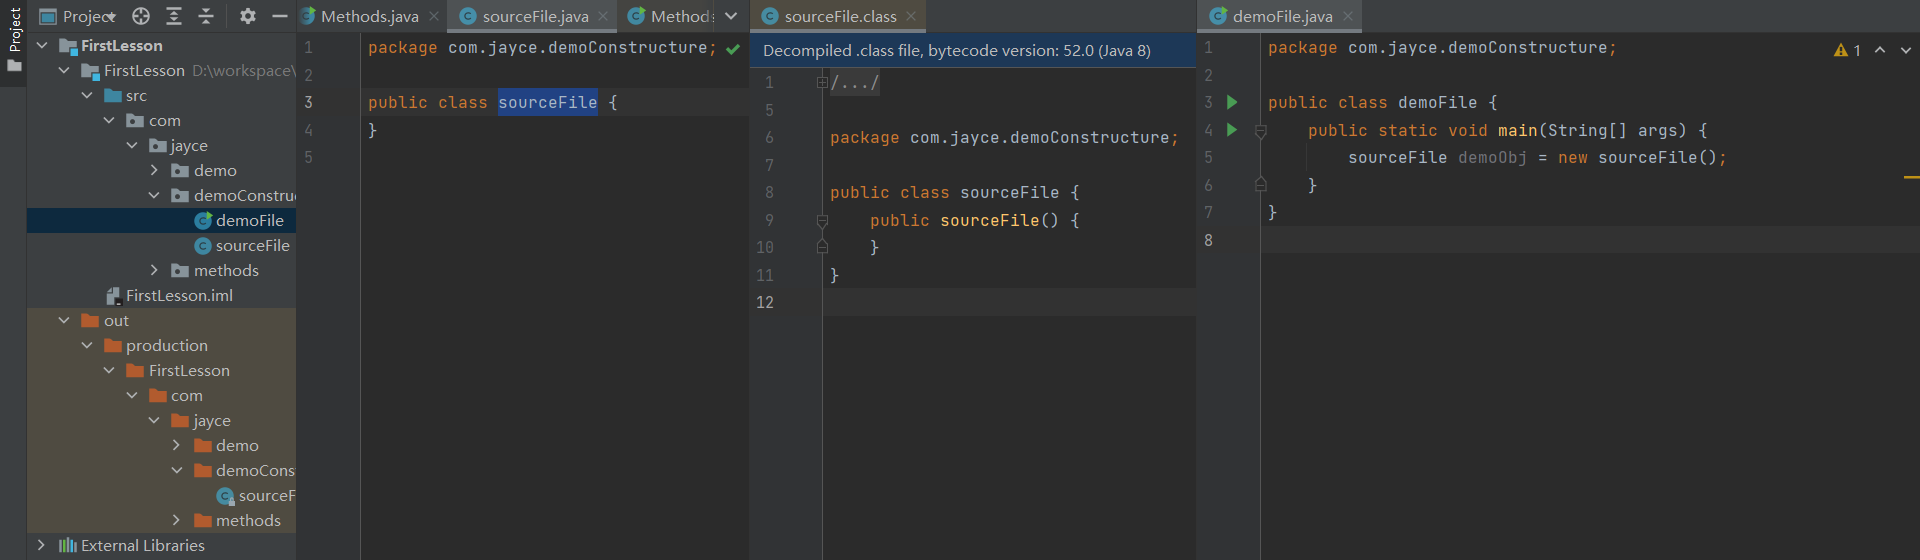 Project
Project
FirstLesson
FirstLesson D:\workspace\
src
com
jayce
demo
demoConstru
demoFile
sourceFile
methods
FirstLesson.iml
out
production
FirstLesson
com
jayce
demo
demoCons
sourceF
methods
External Libraries
Methods.java
sourceFile.java
Method
1 package com.jayce.demoConstructure;
2
3 public class sourceFile {
4 }
5
sourceFile.class
Decompiled .class file, bytecode version: 52.0 (Java 8)
1 /.../
5
6 package com.jayce.demoConstructure;
7
8 public class sourceFile {
9 public sourceFile() {
10 }
11 }
12
demoFile.java
1 package com.jayce.demoConstructure;
1
2
3 public class demoFile {
4 public static void main(String[] args) {
5 sourceFile demoObj = new sourceFile();
6 }
7 }
8